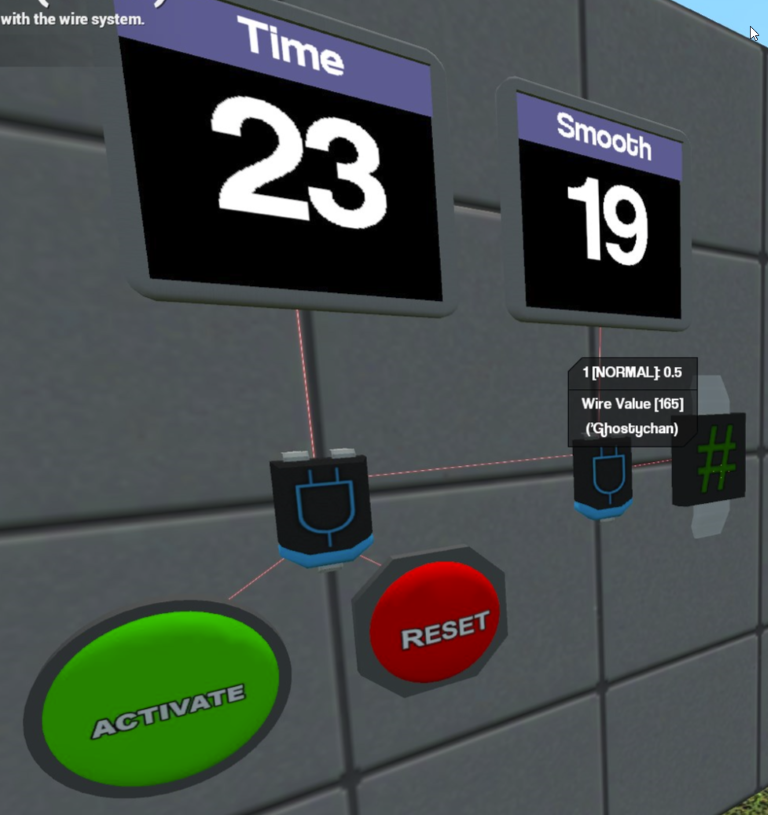 with the wire system.
Time
23
Smooth
19
1 [NORMAL]: 0.5
Wire Value [165]
('Ghostychan)
#
RESET
ACTIVATE